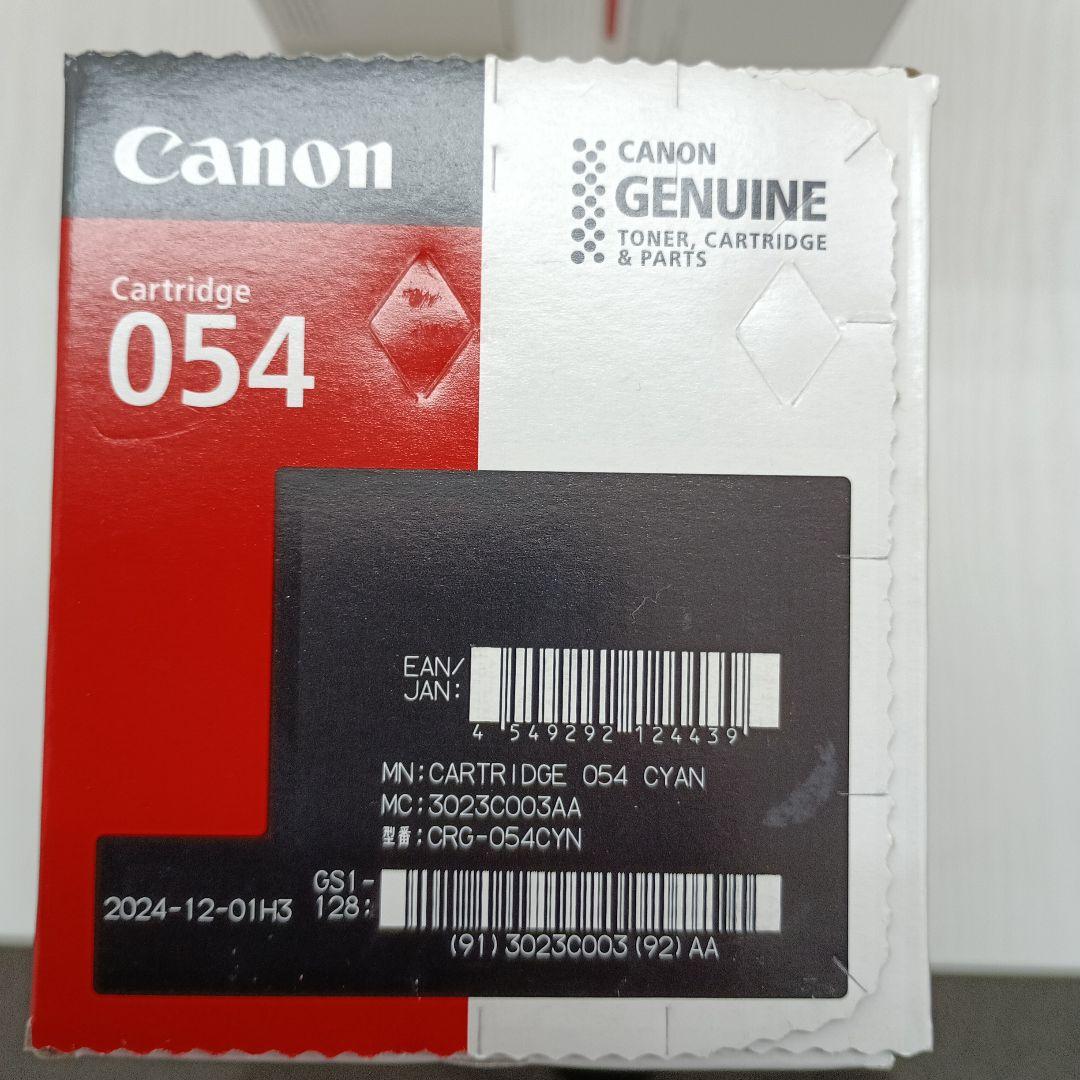 Canon
CANON
GENUINE
TONER, CARTRIDGE
& PARTS
Cartridge
054
EAN/
JAN:
4 549292 124439
MN:CARTRIDGE 054 CYAN
MC:3023C003AA
型番:CRG-054CYN
GS1-
128:
2024-12-01H3
(91)3023C003(92)AA